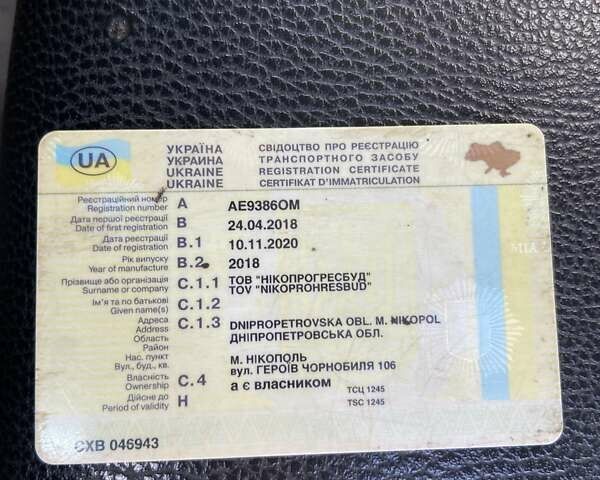 UA
УКРАЇНА СВІДОЦТВО ПРО РЕЄСТРАЦІЮ
УКРАИНА ТРАНСПОРТНОГО ЗАСОБУ
UKRAINE REGISTRATION CERTIFICATE
UKRAINE CERTIFIKAT D'IMMATRICULATION
Реєстраційний номер
Registration number A AE9386OM
Дата першої реєстрації
Date of first registration B 24.04.2018
Дата реєстрації
Date of registration B.1 10.11.2020
Рік випуску
Year of manufacture B.2 2018
Прізвище або організація C.1.1 ТОВ "НІКОПРОГРЕСБУД"
Surname or company TOV "NIKOPROHRESBUD"
Ім'я та по батькові C.1.2
Given name(s)
Адреса C.1.3 DNIPROPETROVSKA OBL. M. NIKOPOL
Address ДНІПРОПЕТРОВСЬКА ОБЛ.
Область
Район
Нас. пункт М. НІКОПОЛЬ
Вул., буд., кв. вул. ГЕРОЇВ ЧОРНОБИЛЯ 106
Власність C.4 а є власником ТСЦ 1245
Ownership
Дійсне до H TSC 1245
Period of validity
СХВ 046943
МІА